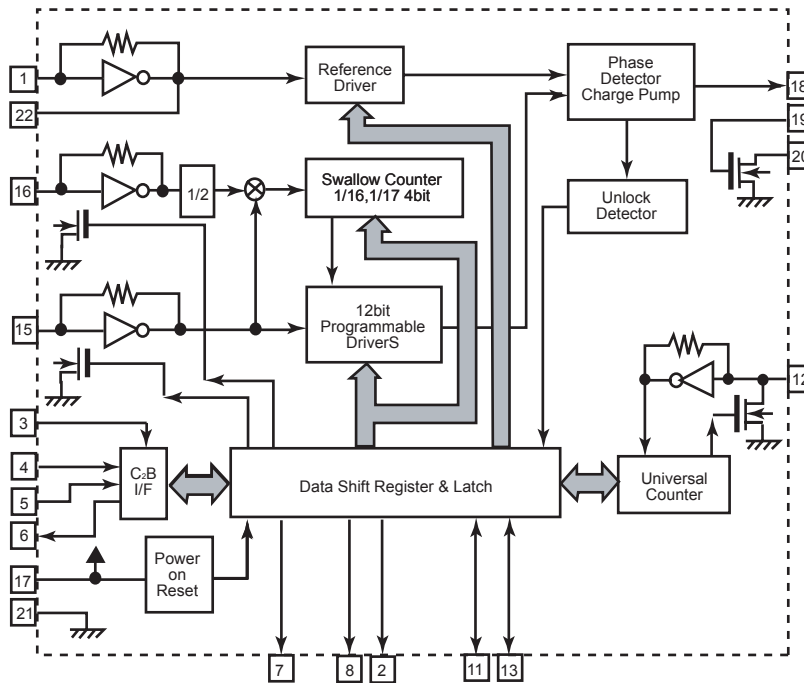 1
Reference
Driver
Phase
Detector
Charge Pump
18
22
19
20
16
1/2
Swallow Counter
1/16,1/17 4bit
Unlock
Detector
15
12bit
Programmable
DriverS
12
3
4
C2B
I/F
5
6
Data Shift Register & Latch
Universal
Counter
17
Power
on
Reset
21
7
8
2
11
13